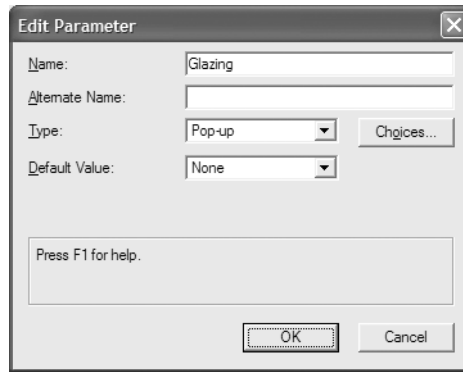 Edit Parameter
Name: Glazing
Alternate Name:
Type: Pop-up Choices...
Default Value: None
Press F1 for help.
OK Cancel